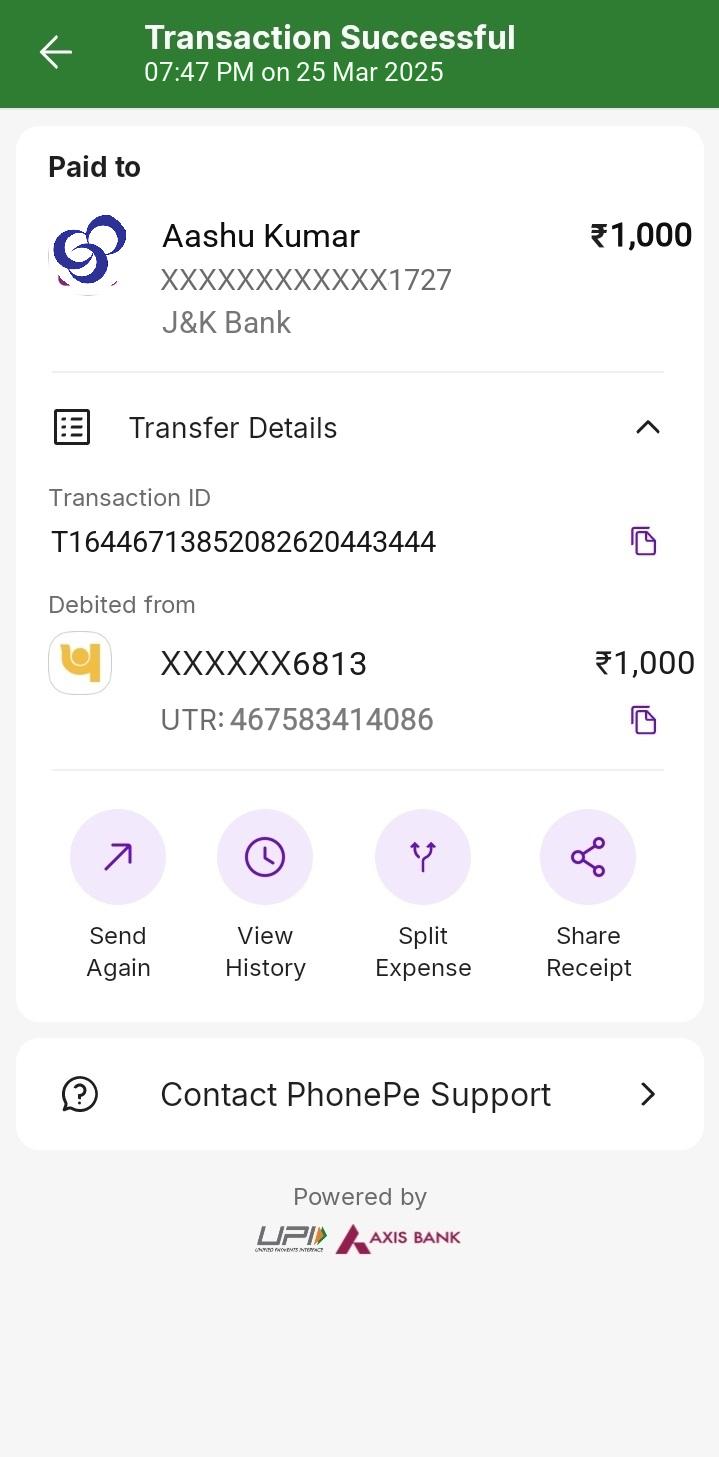 Transaction Successful
07:47 PM on 25 Mar 2025
Paid to
Aashu Kumar ₹1,000
XXXXXXXXXXXX1727
J&K Bank
Transfer Details
Transaction ID
T16446713852082620443444
Debited from
XXXXXX6813 ₹1,000
UTR: 467583414086
Send Again
View History
Split Expense
Share Receipt
Contact PhonePe Support
Powered by
UPI AXIS BANK
UNIFIED PAYMENTS INTERFACE